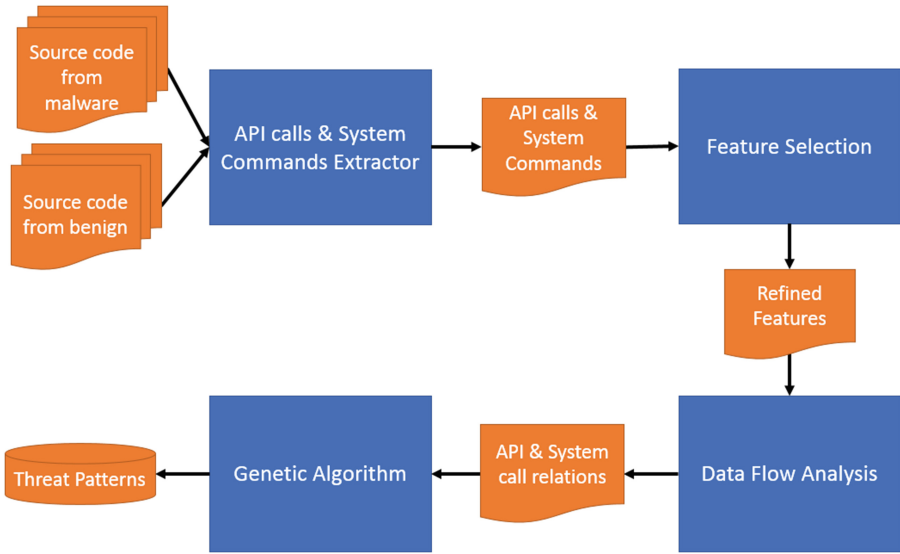 Source code
from
malware
Source code
from benign
API calls & System
Commands Extractor
API calls &
System
Commands
Feature Selection
Refined
Features
Data Flow Analysis
API & System
call relations
Genetic Algorithm
Threat Patterns